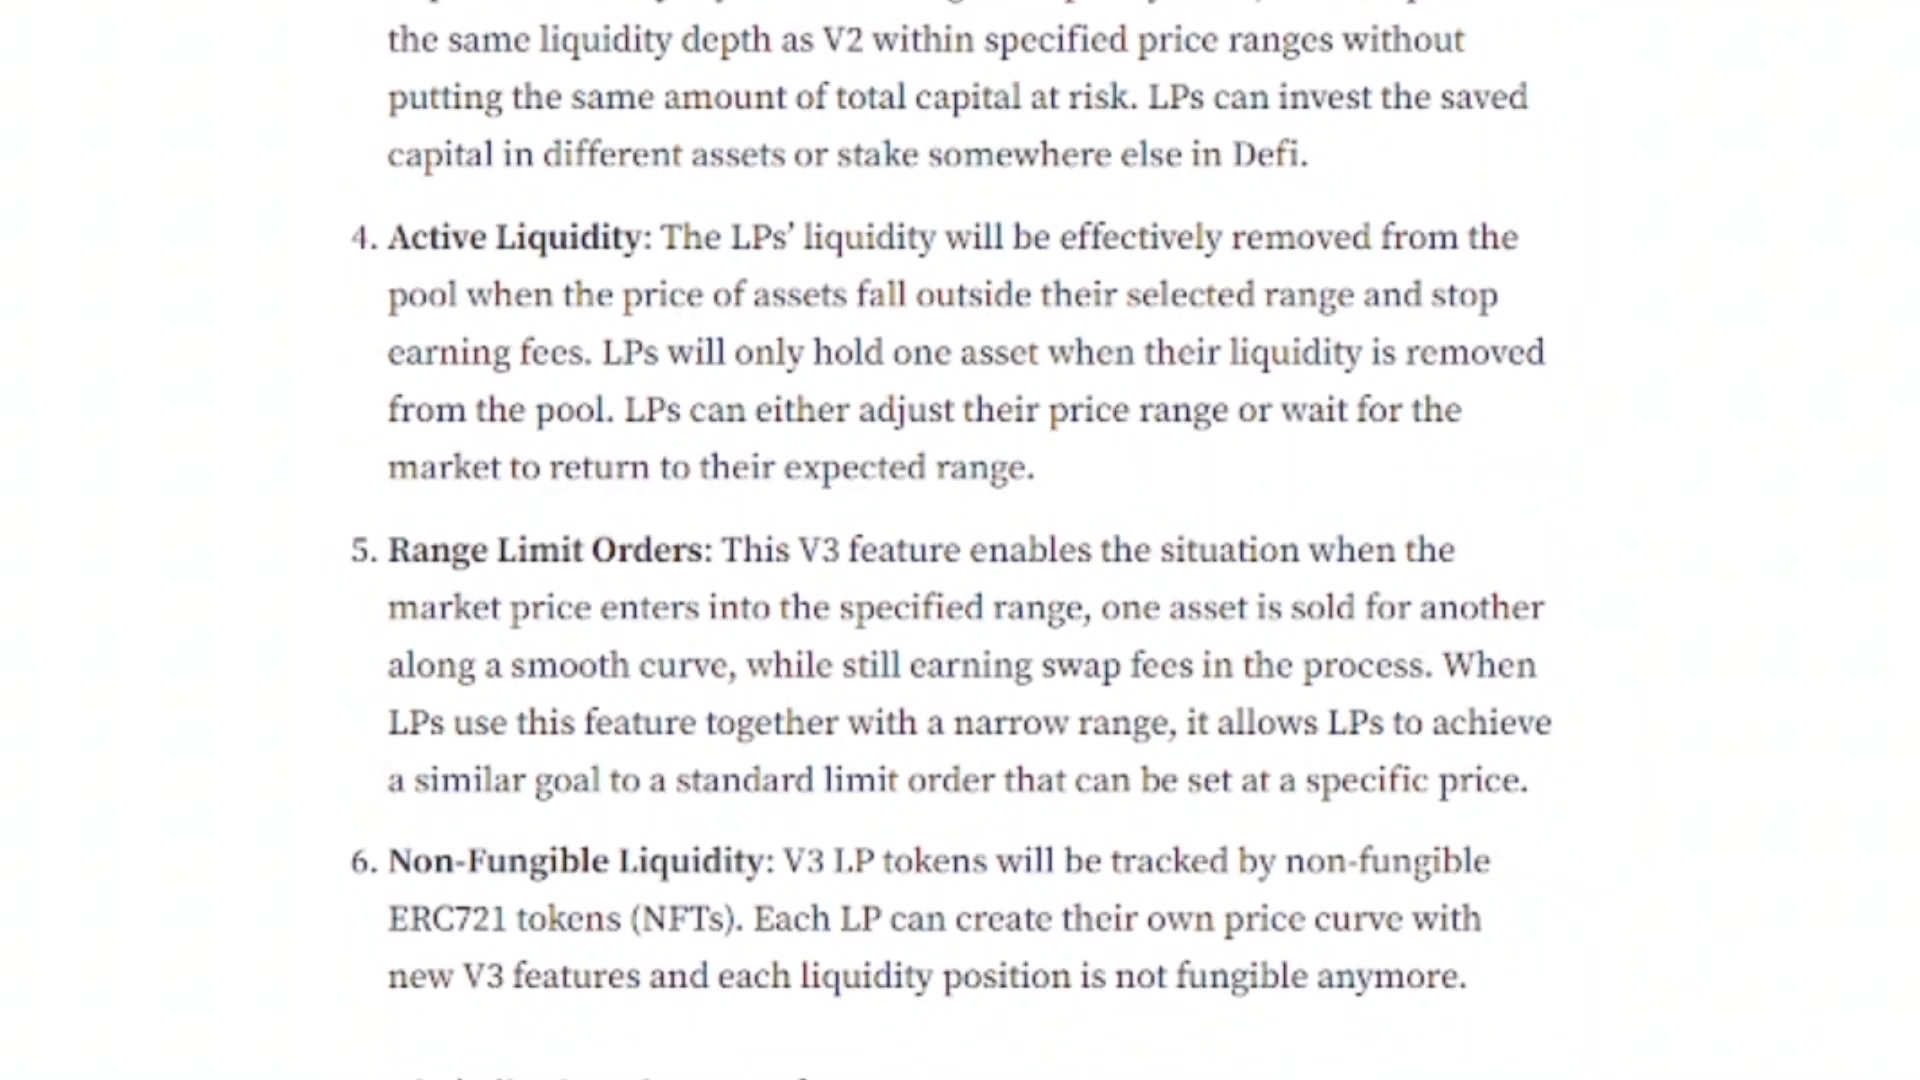 the same liquidity depth as V2 within specified price ranges without
putting the same amount of total capital at risk. LPs can invest the saved
capital in different assets or stake somewhere else in Defi.
4. Active Liquidity: The LPs’ liquidity will be effectively removed from the
pool when the price of assets fall outside their selected range and stop
earning fees. LPs will only hold one asset when their liquidity is removed
from the pool. LPs can either adjust their price range or wait for the
market to return to their expected range.
5. Range Limit Orders: This V3 feature enables the situation when the
market price enters into the specified range, one asset is sold for another
along a smooth curve, while still earning swap fees in the process. When
LPs use this feature together with a narrow range, it allows LPs to achieve
a similar goal to a standard limit order that can be set at a specific price.
6. Non-Fungible Liquidity: V3 LP tokens will be tracked by non-fungible
ERC721 tokens (NFTs). Each LP can create their own price curve with
new V3 features and each liquidity position is not fungible anymore.